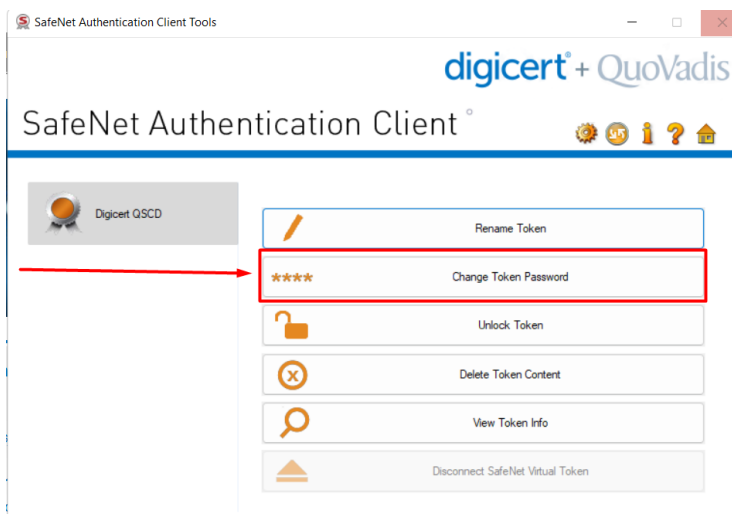 SafeNet Authentication Client Tools
digicert® + QuoVadis
SafeNet Authentication Client
Digicert QSCD
Rename Token
**** Change Token Password
Unlock Token
Delete Token Content
View Token Info
Disconnect SafeNet Virtual Token